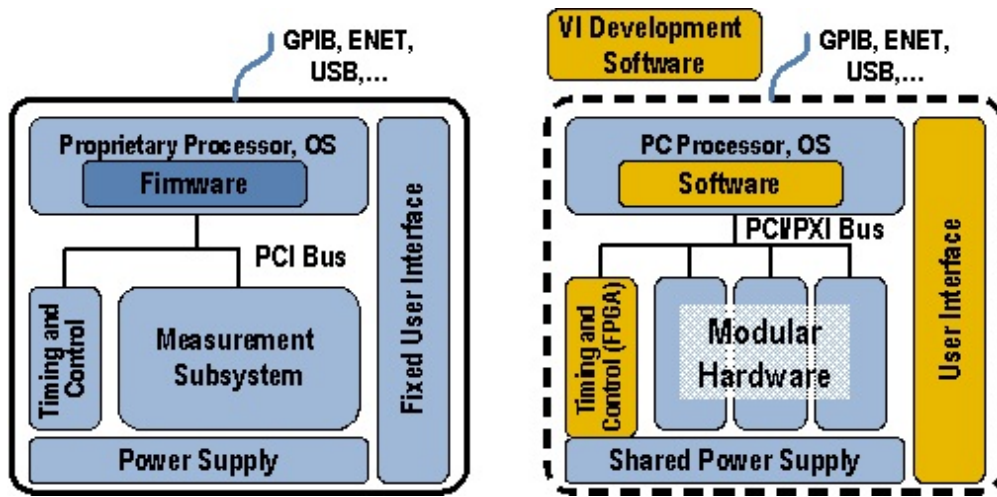 GPIB, ENET,
USB,...
Proprietary Processor, OS
Firmware
PCI Bus
Timing and
Control
Measurement
Subsystem
Fixed User Interface
Power Supply
VI Development
Software
GPIB, ENET,
USB,...
PC Processor, OS
Software
PCI/PXI Bus
Timing and
Control (FPGA)
Modular
Hardware
User Interface
Shared Power Supply